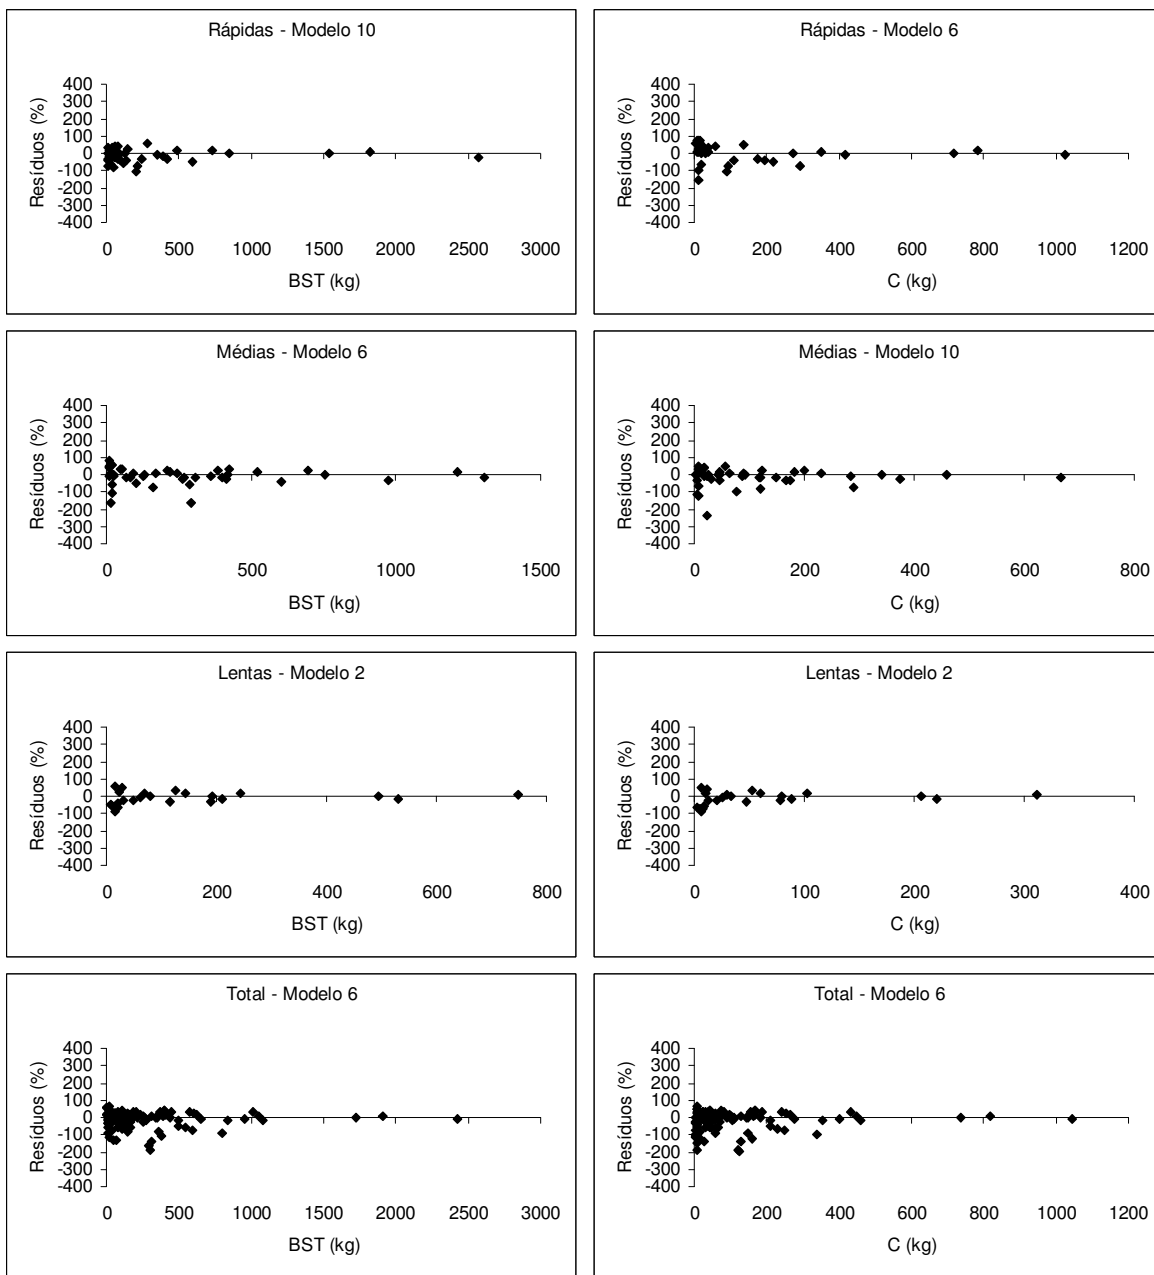 Rápidas - Modelo 10
400
300
200
100
0
-100
-200
-300
-400
Resíduos (%)
0 500 1000 1500 2000 2500 3000
BST (kg)
Rápidas - Modelo 6
400
300
200
100
0
-100
-200
-300
-400
Resíduos (%)
0 200 400 600 800 1000 1200
C (kg)
Médias - Modelo 6
400
300
200
100
0
-100
-200
-300
-400
Resíduos (%)
0 500 1000 1500
BST (kg)
Médias - Modelo 10
400
300
200
100
0
-100
-200
-300
-400
Resíduos (%)
0 200 400 600 800
C (kg)
Lentas - Modelo 2
400
300
200
100
0
-100
-200
-300
-400
Resíduos (%)
0 200 400 600 800
BST (kg)
Lentas - Modelo 2
400
300
200
100
0
-100
-200
-300
-400
Resíduos (%)
0 100 200 300 400
C (kg)
Total - Modelo 6
400
300
200
100
0
-100
-200
-300
-400
Resíduos (%)
0 500 1000 1500 2000 2500 3000
BST (kg)
Total - Modelo 6
400
300
200
100
0
-100
-200
-300
-400
Resíduos (%)
0 200 400 600 800 1000 1200
C (kg)